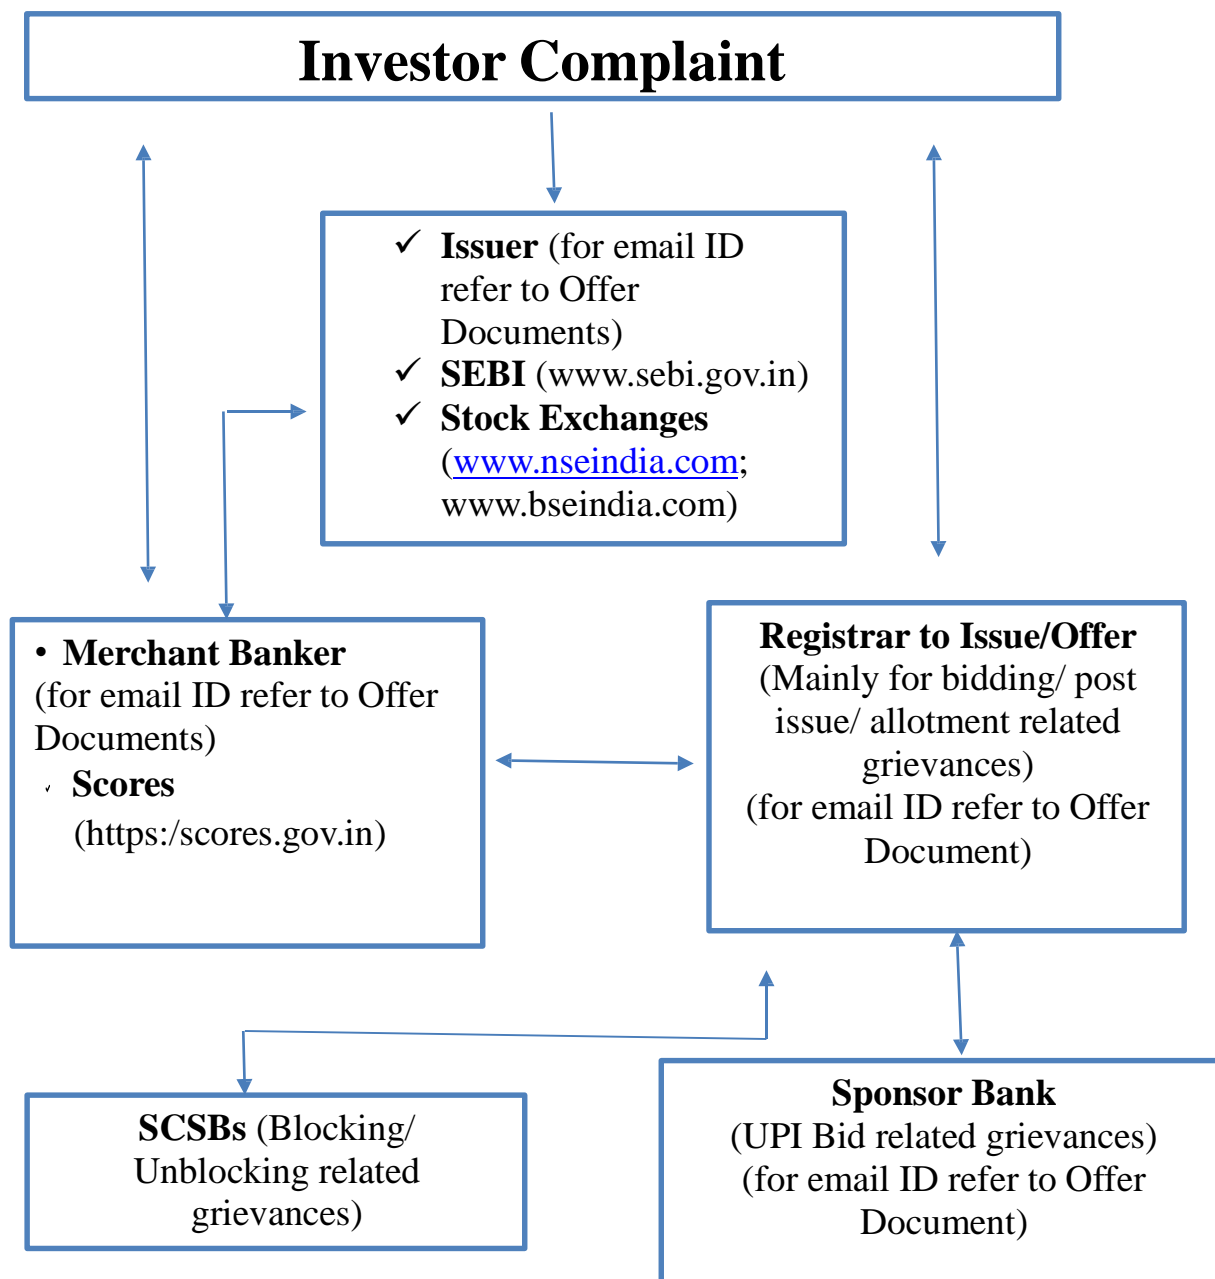 Investor Complaint
✓ Issuer (for email ID
refer to Offer
Documents)
✓ SEBI (www.sebi.gov.in)
✓ Stock Exchanges
(www.nseindia.com;
www.bseindia.com)
• Merchant Banker
(for email ID refer to Offer
Documents)
✓ Scores
(https:/scores.gov.in)
Registrar to Issue/Offer
(Mainly for bidding/ post
issue/ allotment related
grievances)
(for email ID refer to Offer
Document)
SCSBs (Blocking/
Unblocking related
grievances)
Sponsor Bank
(UPI Bid related grievances)
(for email ID refer to Offer
Document)